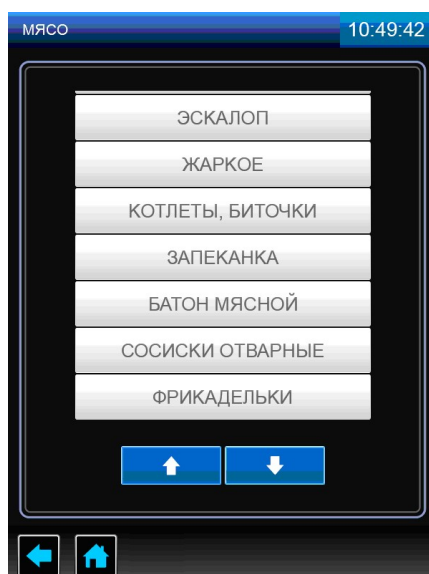 МЯСО
10:49:42
ЭСКАЛОП
ЖАРКОЕ
КОТЛЕТЫ, БИТОЧКИ
ЗАПЕКАНКА
БАТОН МЯСНОЙ
СОСИСКИ ОТВАРНЫЕ
ФРИКАДЕЛЬКИ